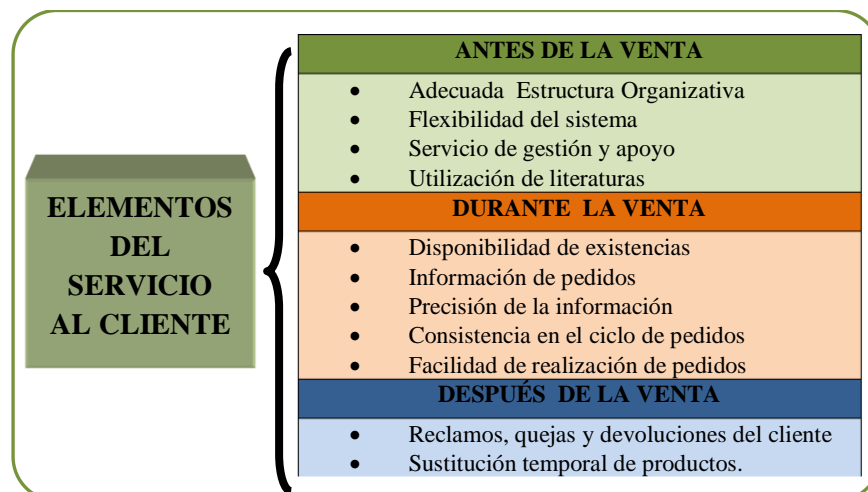 ELEMENTOS
DEL
SERVICIO
AL CLIENTE
ANTES DE LA VENTA
• Adecuada Estructura Organizativa
• Flexibilidad del sistema
• Servicio de gestión y apoyo
• Utilización de literaturas
DURANTE LA VENTA
• Disponibilidad de existencias
• Información de pedidos
• Precisión de la información
• Consistencia en el ciclo de pedidos
• Facilidad de realización de pedidos
DESPUÉS DE LA VENTA
• Reclamos, quejas y devoluciones del cliente
• Sustitución temporal de productos.